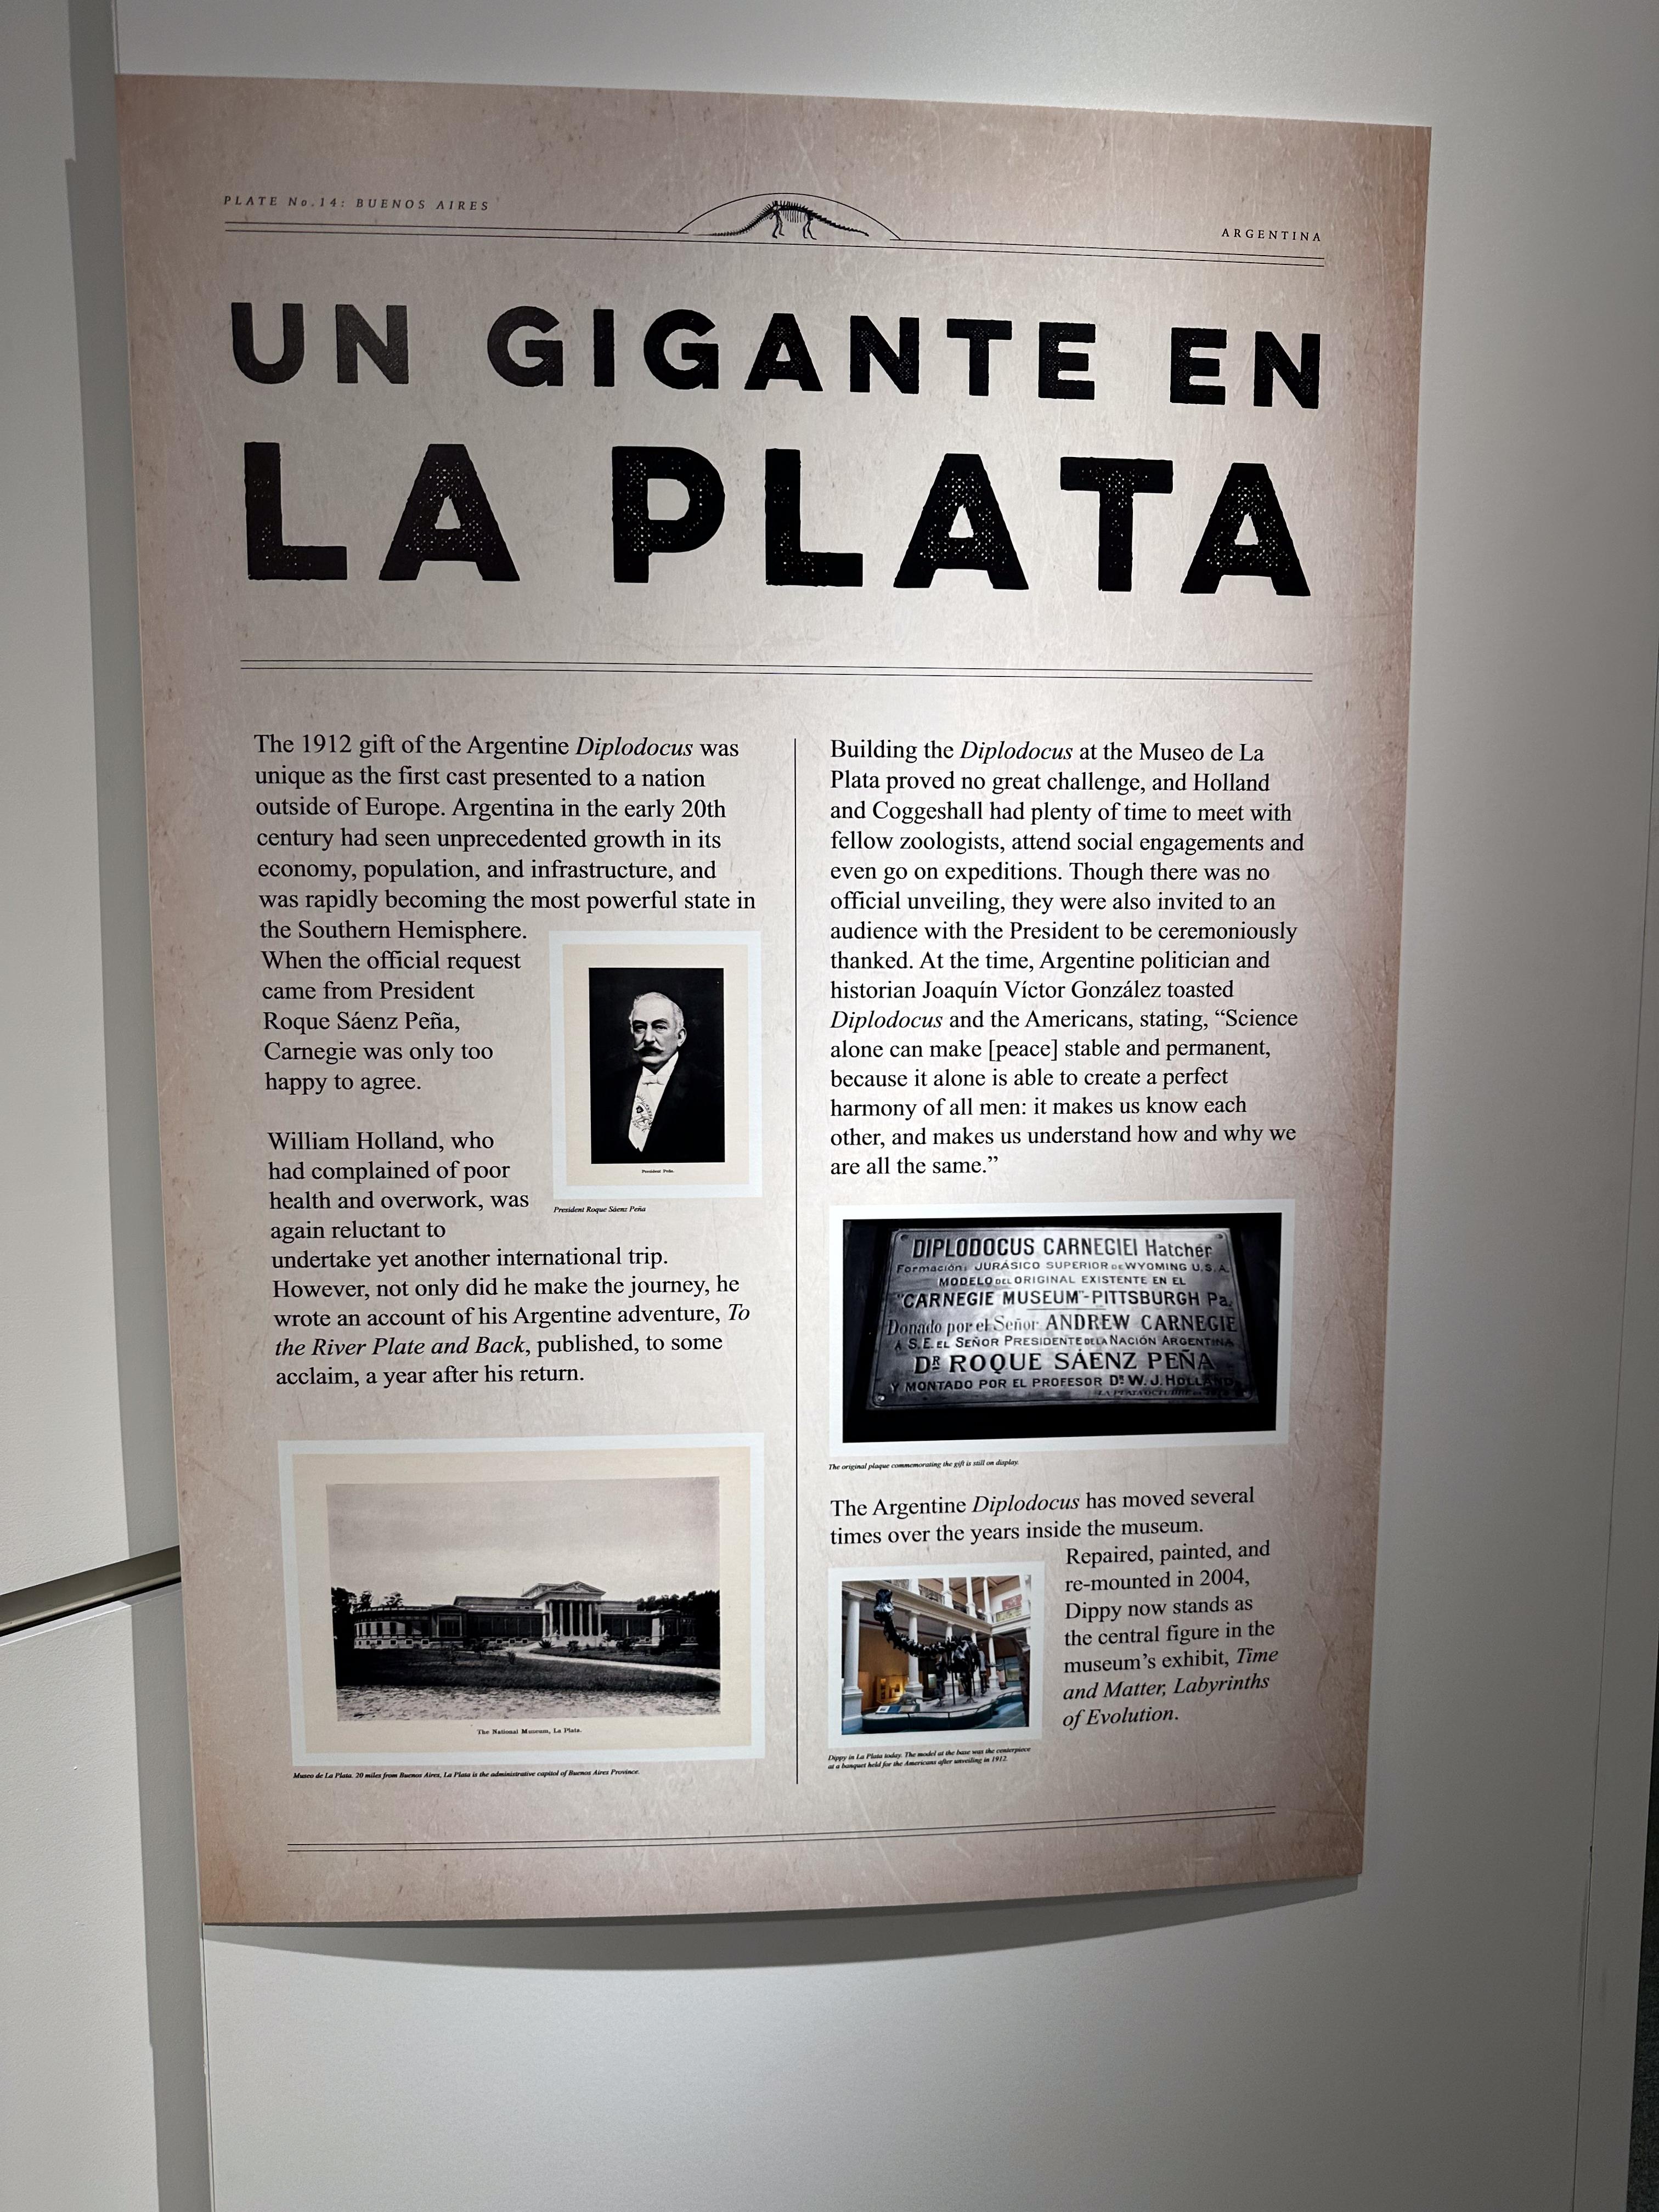 PLATE No.14: BUENOS AIRES
ARGENTINA
UN GIGANTE EN
LA PLATA
The 1912 gift of the Argentine Diplodocus was
unique as the first cast presented to a nation
outside of Europe. Argentina in the early 20th
century had seen unprecedented growth in its
economy, population, and infrastructure, and
was rapidly becoming the most powerful state in
the Southern Hemisphere.
When the official request
came from President
Roque Sáenz Peña,
Carnegie was only too
happy to agree.
President Peña.
President Roque Sáenz Peña
William Holland, who
had complained of poor
health and overwork, was
again reluctant to
undertake yet another international trip.
However, not only did he make the journey, he
wrote an account of his Argentine adventure, To
the River Plate and Back, published, to some
acclaim, a year after his return.
The National Museum, La Plata.
Museo de La Plata. 20 miles from Buenos Aires, La Plata is the administrative capitol of Buenos Aires Province.
Building the Diplodocus at the Museo de La
Plata proved no great challenge, and Holland
and Coggeshall had plenty of time to meet with
fellow zoologists, attend social engagements and
even go on expeditions. Though there was no
official unveiling, they were also invited to an
audience with the President to be ceremoniously
thanked. At the time, Argentine politician and
historian Joaquín Víctor González toasted
Diplodocus and the Americans, stating, “Science
alone can make [peace] stable and permanent,
because it alone is able to create a perfect
harmony of all men: it makes us know each
other, and makes us understand how and why we
are all the same.”
DIPLODOCUS CARNEGIEI Hatcher
Formación: JURÁSICO SUPERIOR DE WYOMING U.S.A.
MODELO DEL ORIGINAL EXISTENTE EN EL
"CARNEGIE MUSEUM"-PITTSBURGH Pa.
Donado por el Señor ANDREW CARNEGIE
A S.E. EL SEÑOR PRESIDENTE DE LA NACIÓN ARGENTINA
DR ROQUE SÁENZ PEÑA
Y MONTADO POR EL PROFESOR DR W. J. HOLLAND
LA PLATA OCTUBRE
The original plaque commemorating the gift is still on display.
The Argentine Diplodocus has moved several
times over the years inside the museum.
Repaired, painted, and
re-mounted in 2004,
Dippy now stands as
the central figure in the
museum’s exhibit, Time
and Matter, Labyrinths
of Evolution.
Dippy in La Plata today. The model at the base was the centerpiece
at a banquet held for the Americans after unveiling in 1912.